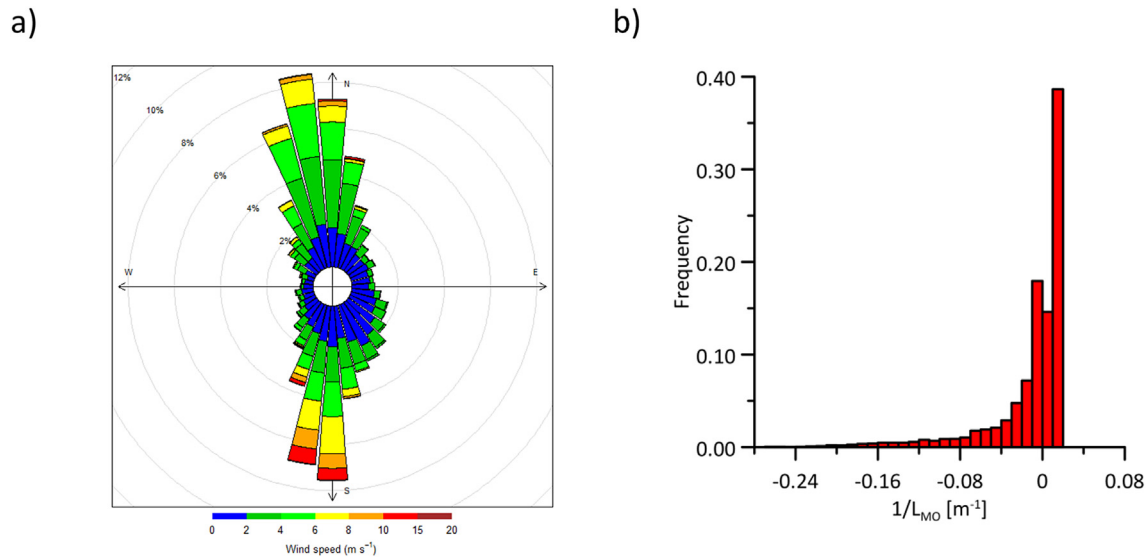 a)
b)
12%
10%
8%
6%
4%
2%
N
W
E
S
0 2 4 6 8 10 15 20
Wind speed (m s⁻¹)
0.40
0.30
0.20
0.10
0.00
Frequency
-0.24 -0.16 -0.08 0 0.08
1/L_MO [m⁻¹]